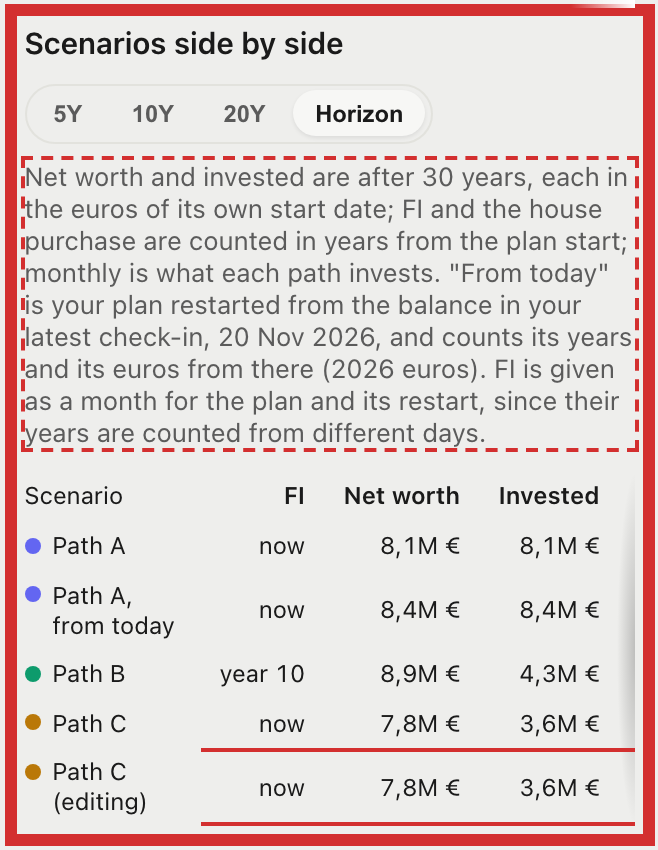 Scenarios side by side
5Y 10Y 20Y Horizon
Net worth and invested are after 30 years, each in
the euros of its own start date; FI and the house
purchase are counted in years from the plan start;
monthly is what each path invests. "From today"
is your plan restarted from the balance in your
latest check-in, 20 Nov 2026, and counts its years
and its euros from there (2026 euros). FI is given
as a month for the plan and its restart, since their
years are counted from different days.
Scenario FI Net worth Invested
Path A now 8,1M € 8,1M €
Path A,
from today now 8,4M € 8,4M €
Path B year 10 8,9M € 4,3M €
Path C now 7,8M € 3,6M €
Path C
(editing) now 7,8M € 3,6M €